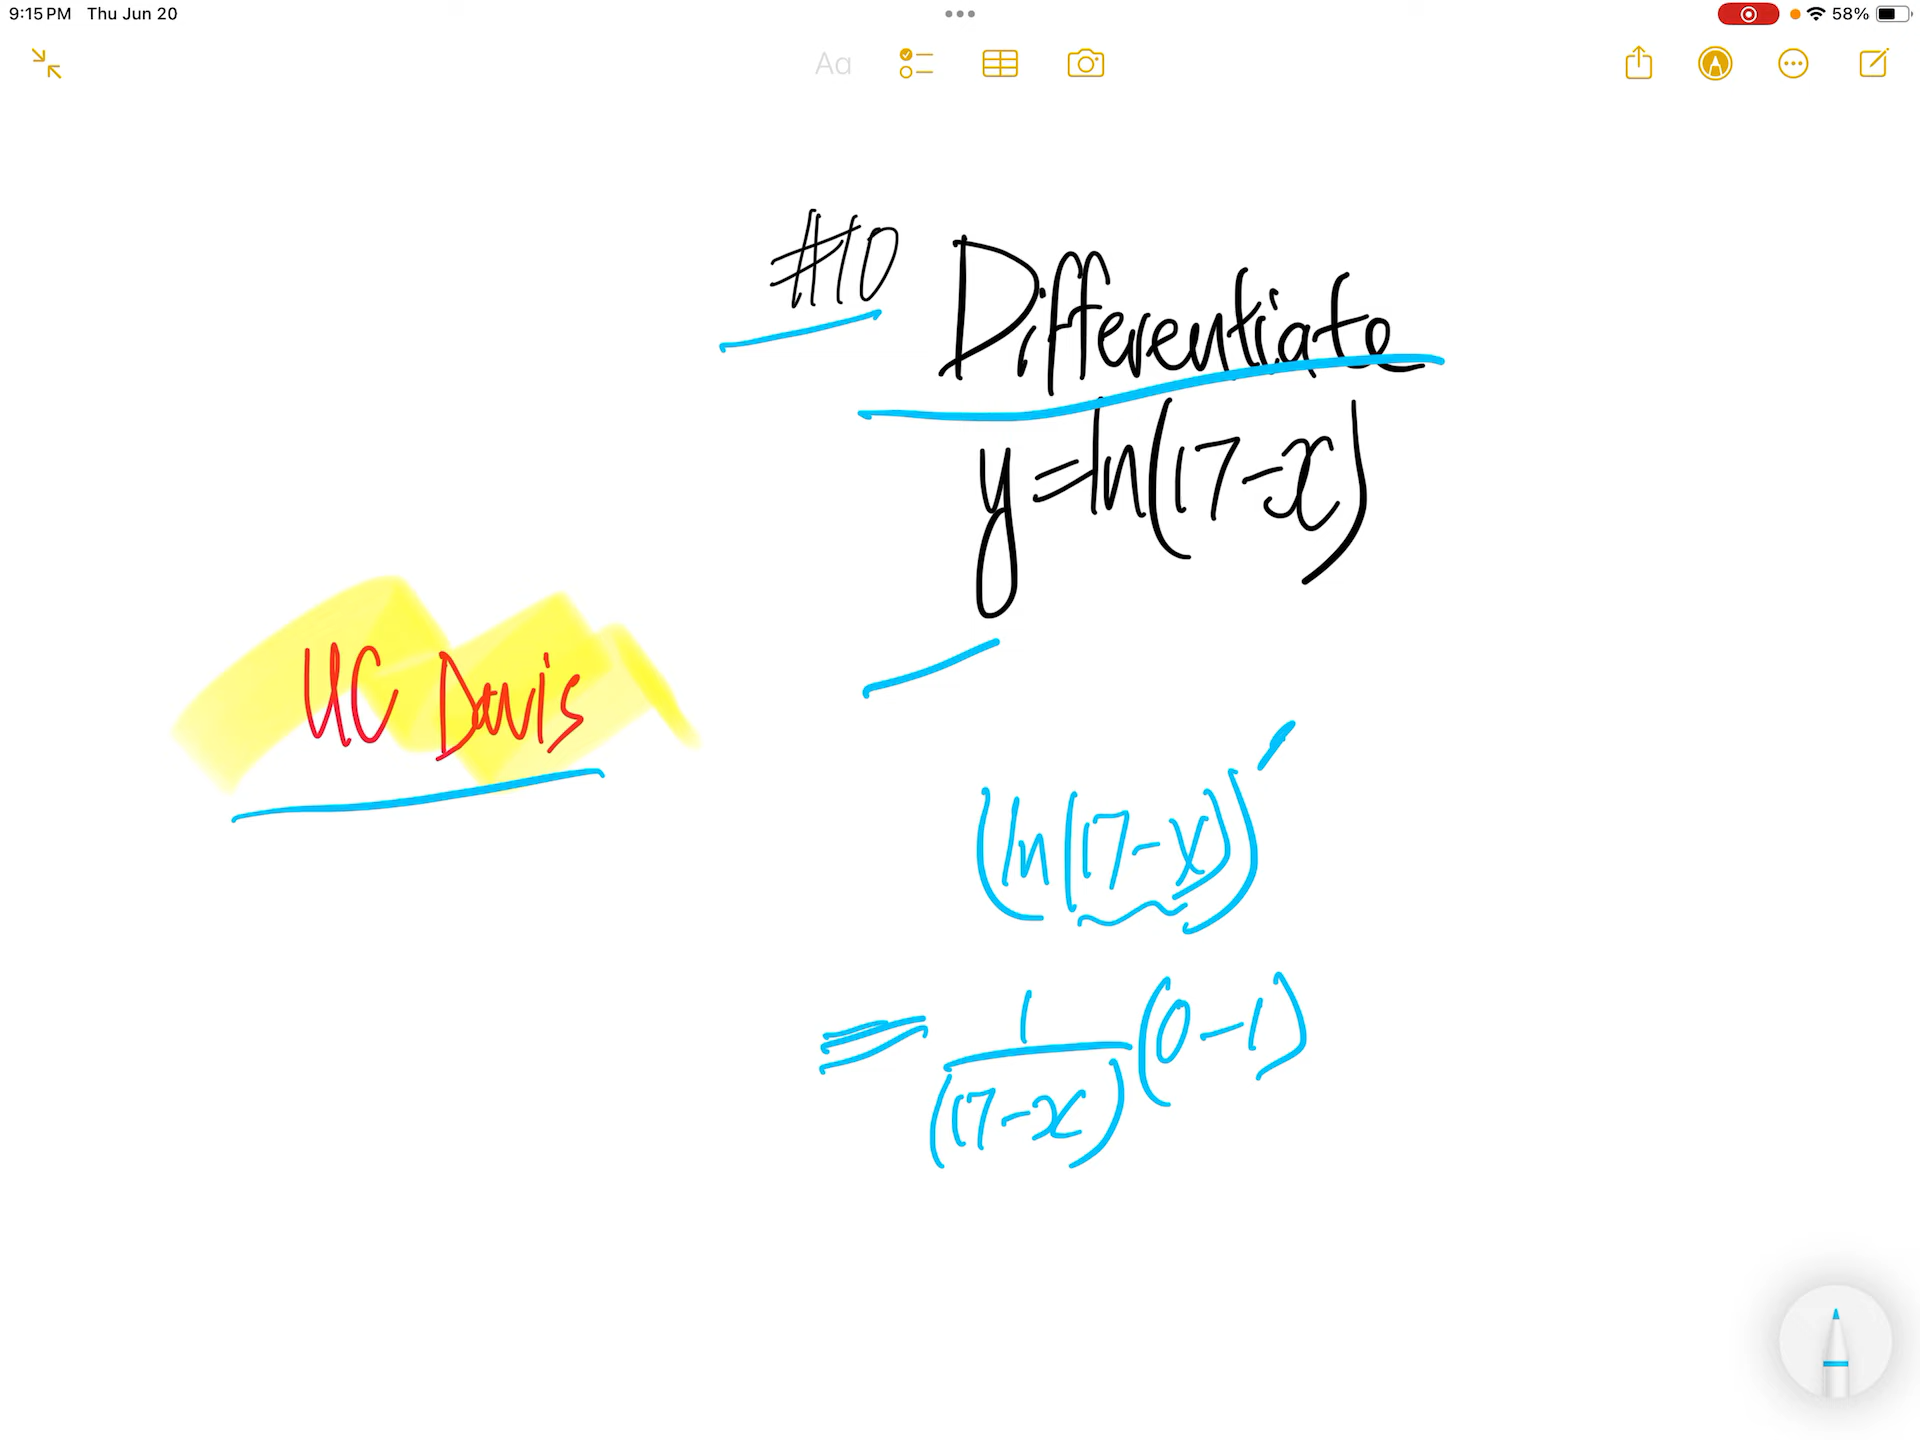 9:15 PM Thu Jun 20
58%
Aa
#10 Differentiate
y=ln(17-x)
UC Davis
(ln(17-x))'
= 1/(17-x) (0-1)